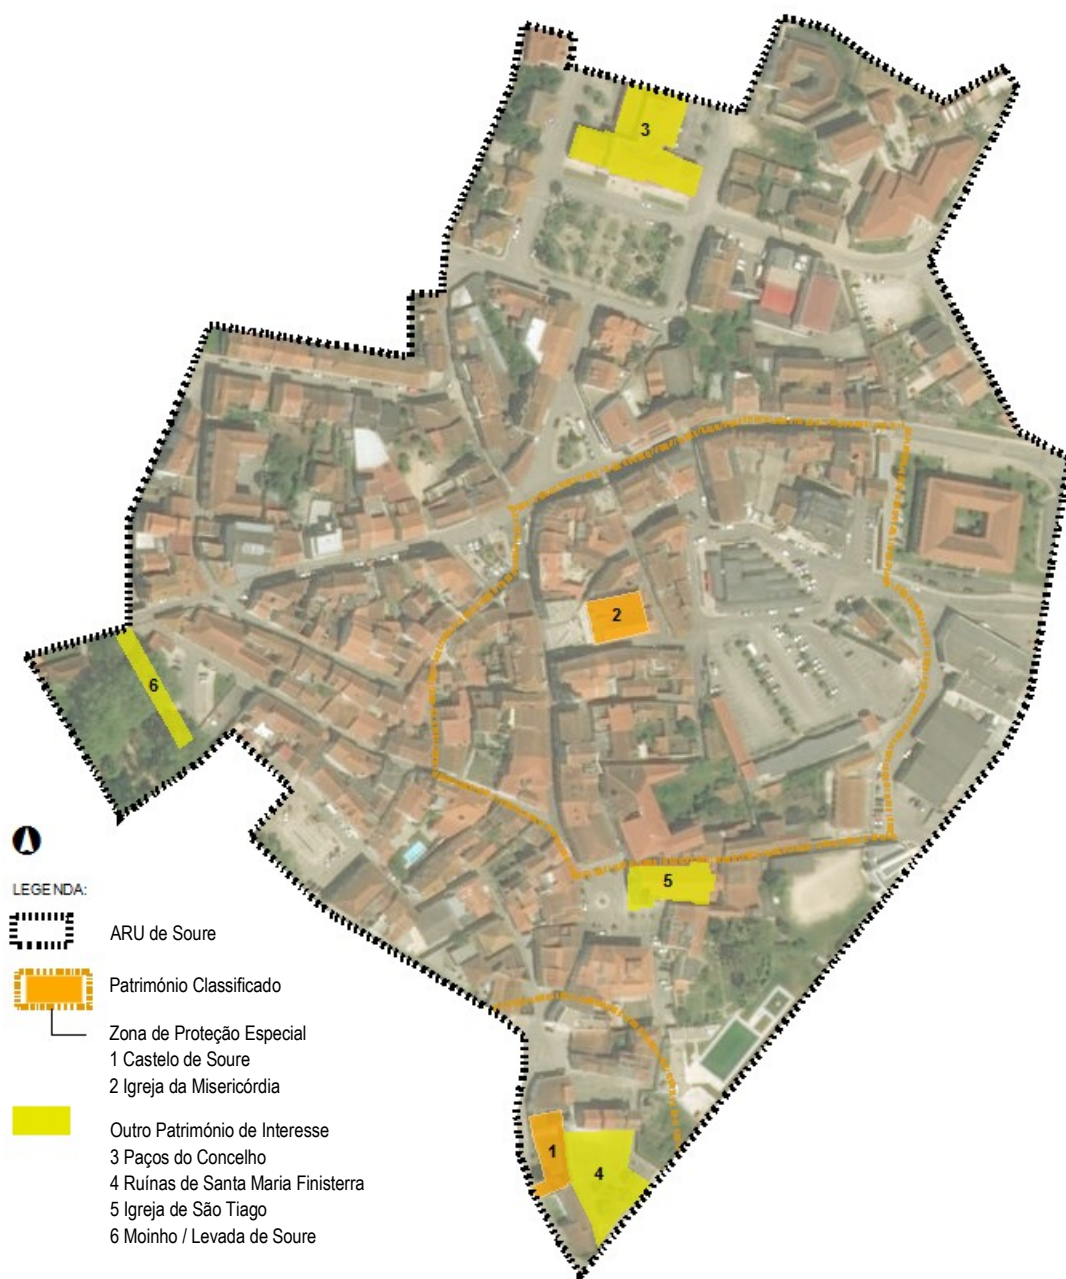 3
2
6
5
1
4
LEGENDA:
ARU de Soure
Património Classificado
Zona de Proteção Especial
1 Castelo de Soure
2 Igreja da Misericórdia
Outro Património de Interesse
3 Paços do Concelho
4 Ruínas de Santa Maria Finisterra
5 Igreja de São Tiago
6 Moinho / Levada de Soure